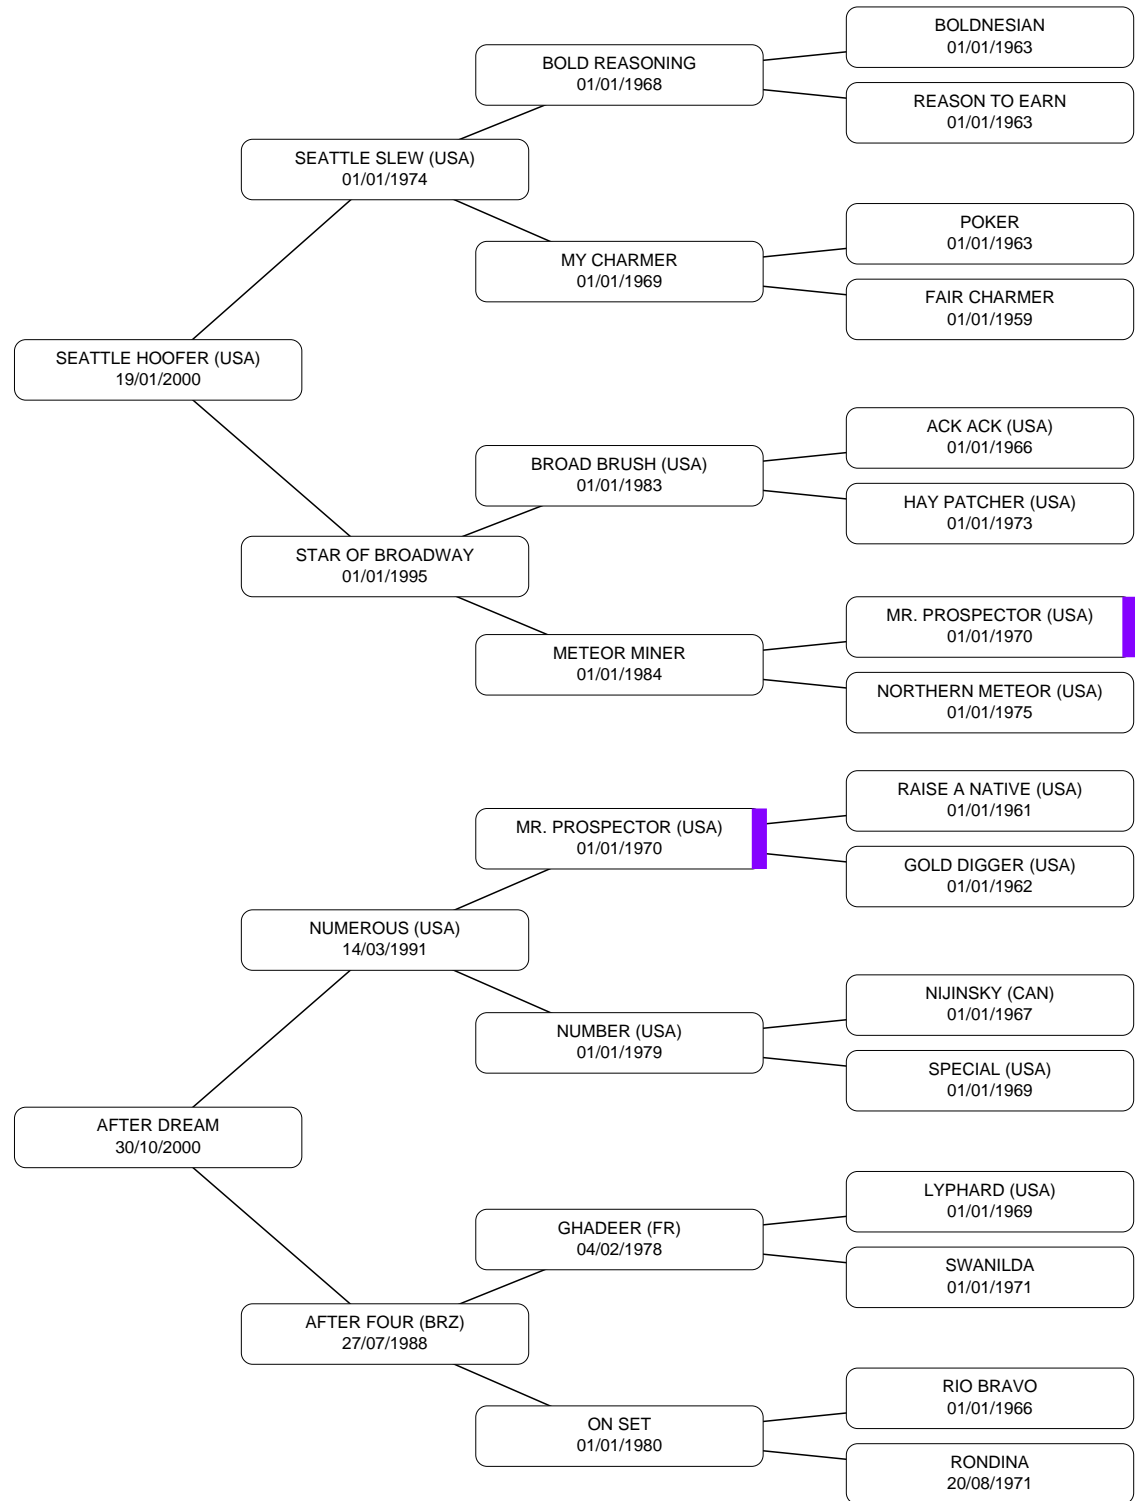 BOLDNESIAN
01/01/1963
BOLD REASONING
01/01/1968
REASON TO EARN
01/01/1963
SEATTLE SLEW (USA)
01/01/1974
POKER
01/01/1963
MY CHARMER
01/01/1969
FAIR CHARMER
01/01/1959
SEATTLE HOOFER (USA)
19/01/2000
ACK ACK (USA)
01/01/1966
BROAD BRUSH (USA)
01/01/1983
HAY PATCHER (USA)
01/01/1973
STAR OF BROADWAY
01/01/1995
MR. PROSPECTOR (USA)
01/01/1970
METEOR MINER
01/01/1984
NORTHERN METEOR (USA)
01/01/1975
RAISE A NATIVE (USA)
01/01/1961
MR. PROSPECTOR (USA)
01/01/1970
GOLD DIGGER (USA)
01/01/1962
NUMEROUS (USA)
14/03/1991
NIJINSKY (CAN)
01/01/1967
NUMBER (USA)
01/01/1979
SPECIAL (USA)
01/01/1969
AFTER DREAM
30/10/2000
LYPHARD (USA)
01/01/1969
GHADEER (FR)
04/02/1978
SWANILDA
01/01/1971
AFTER FOUR (BRZ)
27/07/1988
RIO BRAVO
01/01/1966
ON SET
01/01/1980
RONDINA
20/08/1971